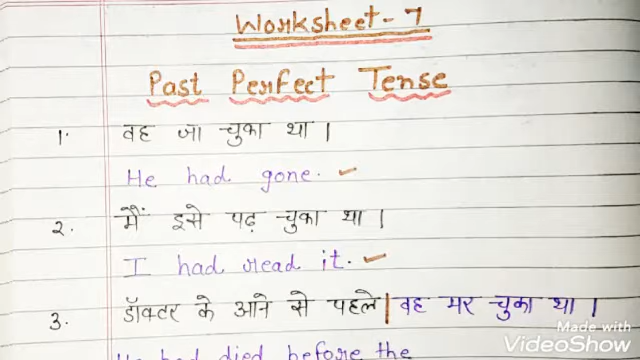 Worksheet-7
Past Perfect Tense
1. वह जा चुका था।
He had gone. ✓
2. मैं इसे पढ़ चुका था।
I had read it. ✓
3. डॉक्टर के आने से पहले | वह मर चुका था।
He had died before the
Made with
VideoShow